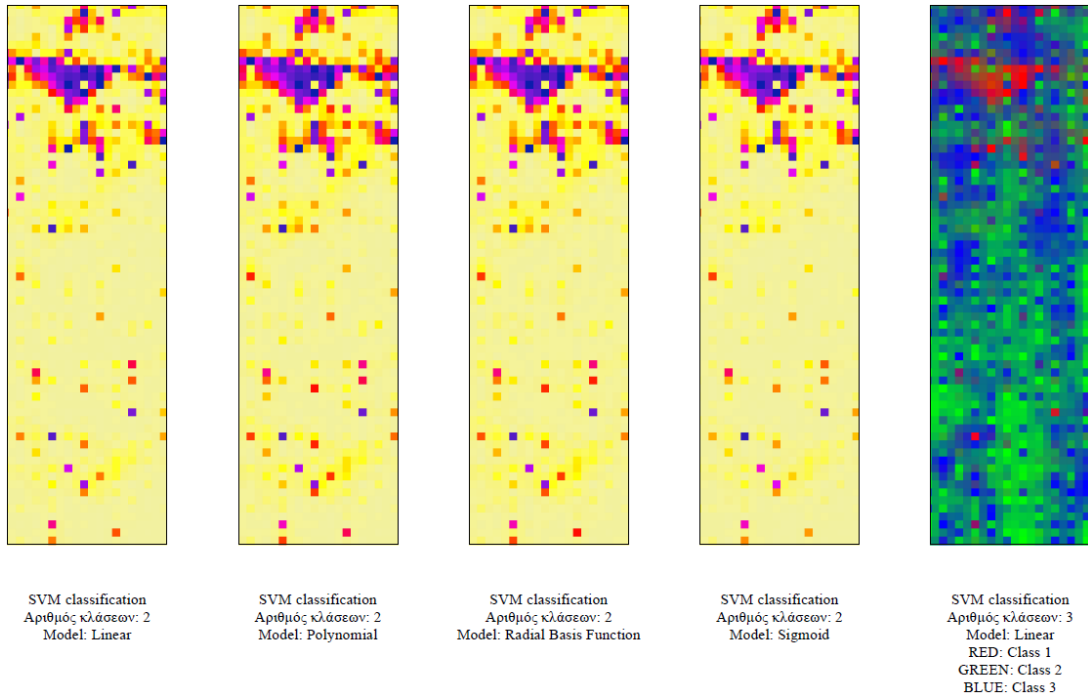 SVM classification
Αριθμός κλάσεων: 2
Model: Linear
SVM classification
Αριθμός κλάσεων: 2
Model: Polynomial
SVM classification
Αριθμός κλάσεων: 2
Model: Radial Basis Function
SVM classification
Αριθμός κλάσεων: 2
Model: Sigmoid
SVM classification
Αριθμός κλάσεων: 3
Model: Linear
RED: Class 1
GREEN: Class 2
BLUE: Class 3